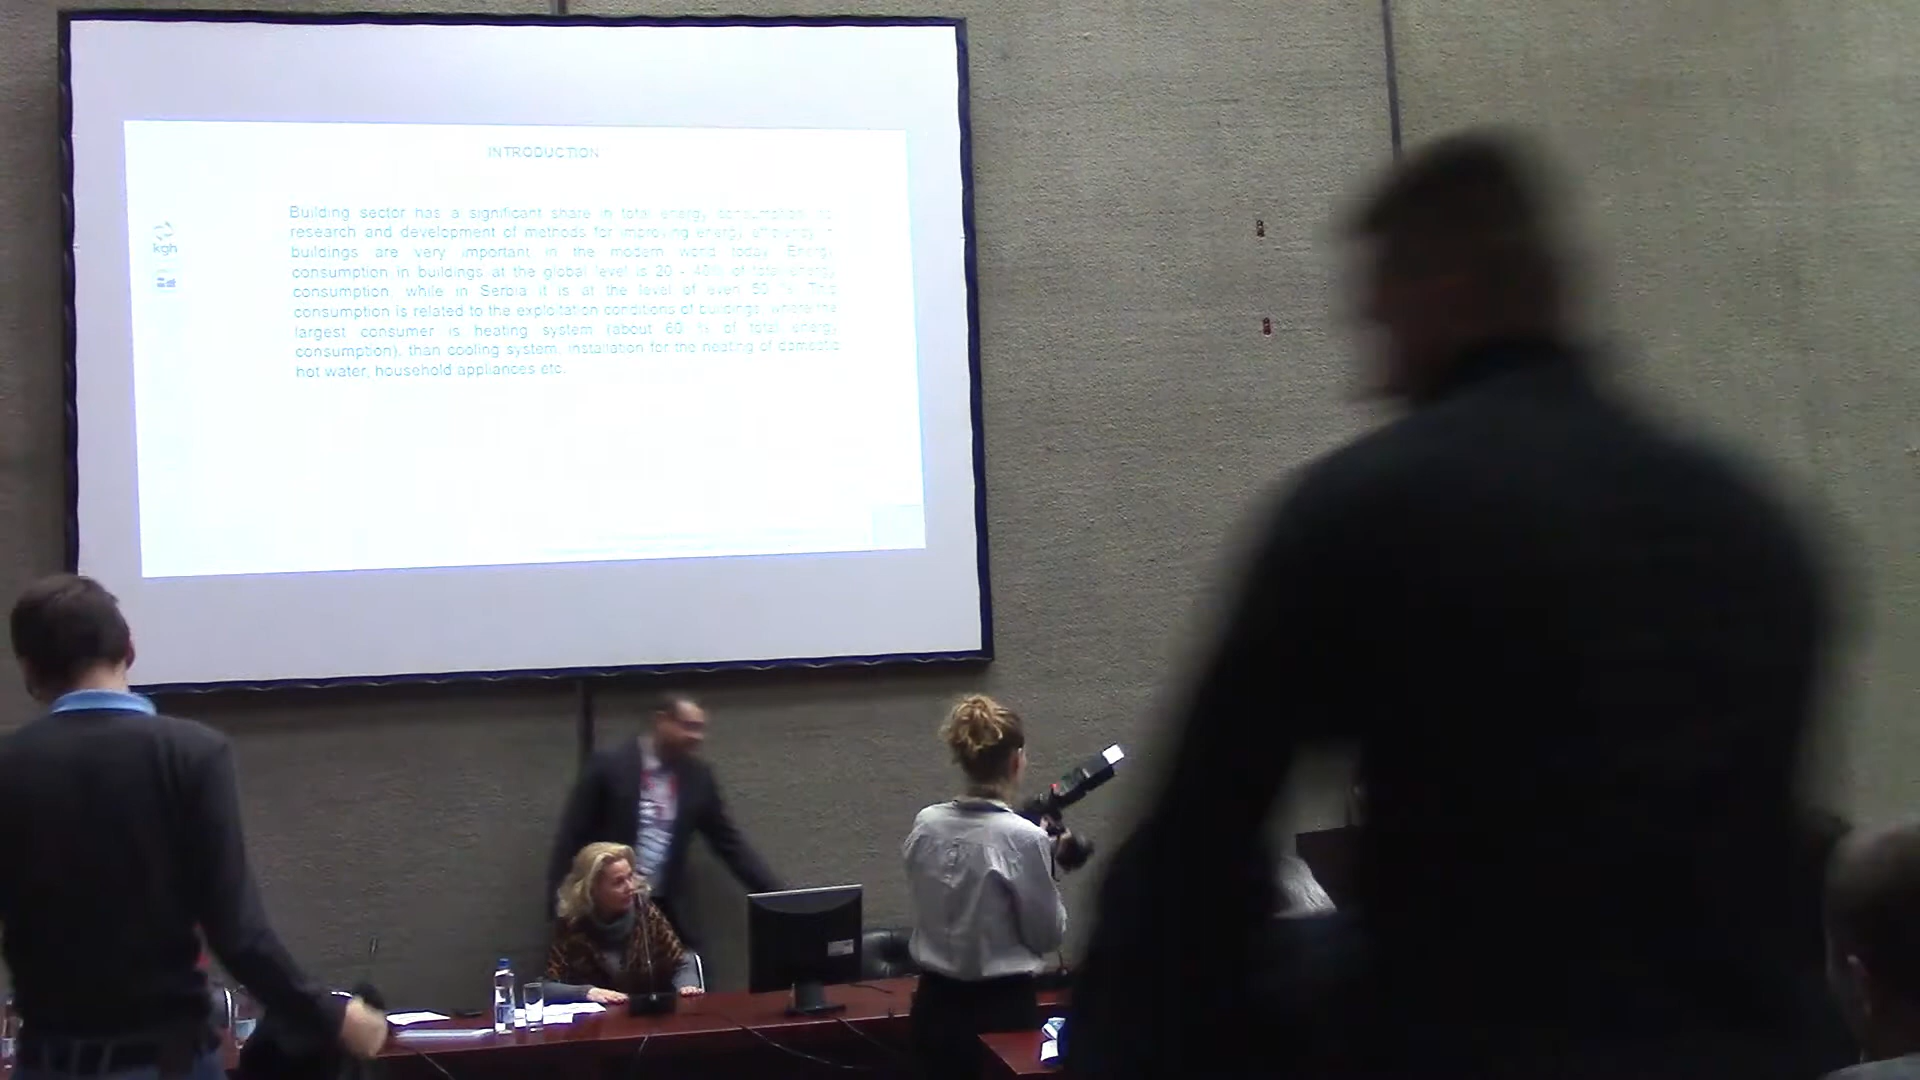 INTRODUCTION
Building sector has a significant share in total energy consumption, so
research and development of methods for improving energy efficiency in
buildings are very important in the modern world today. Energy
consumption in buildings at the global level is 20 - 40% of total energy
consumption, while in Serbia it is at the level of even 50 %. This
consumption is related to the exploitation conditions of buildings, where the
largest consumer is heating system (about 60 % of total energy
consumption), than cooling system, installation for the heating of domestic
hot water, household appliances etc.
kgh